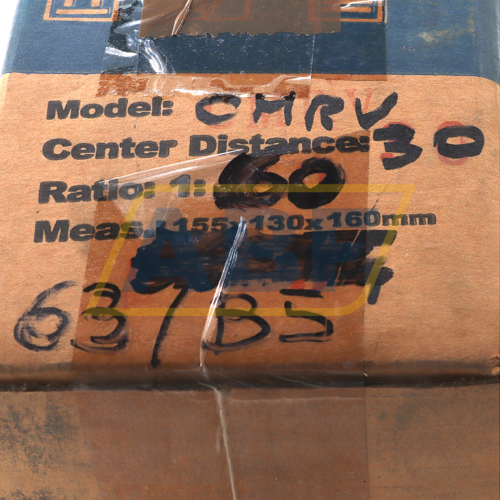 Model: CMRV
Center Distance: 30
Ratio: 1: 60
Meas.: 155x130x160mm
63 / B5